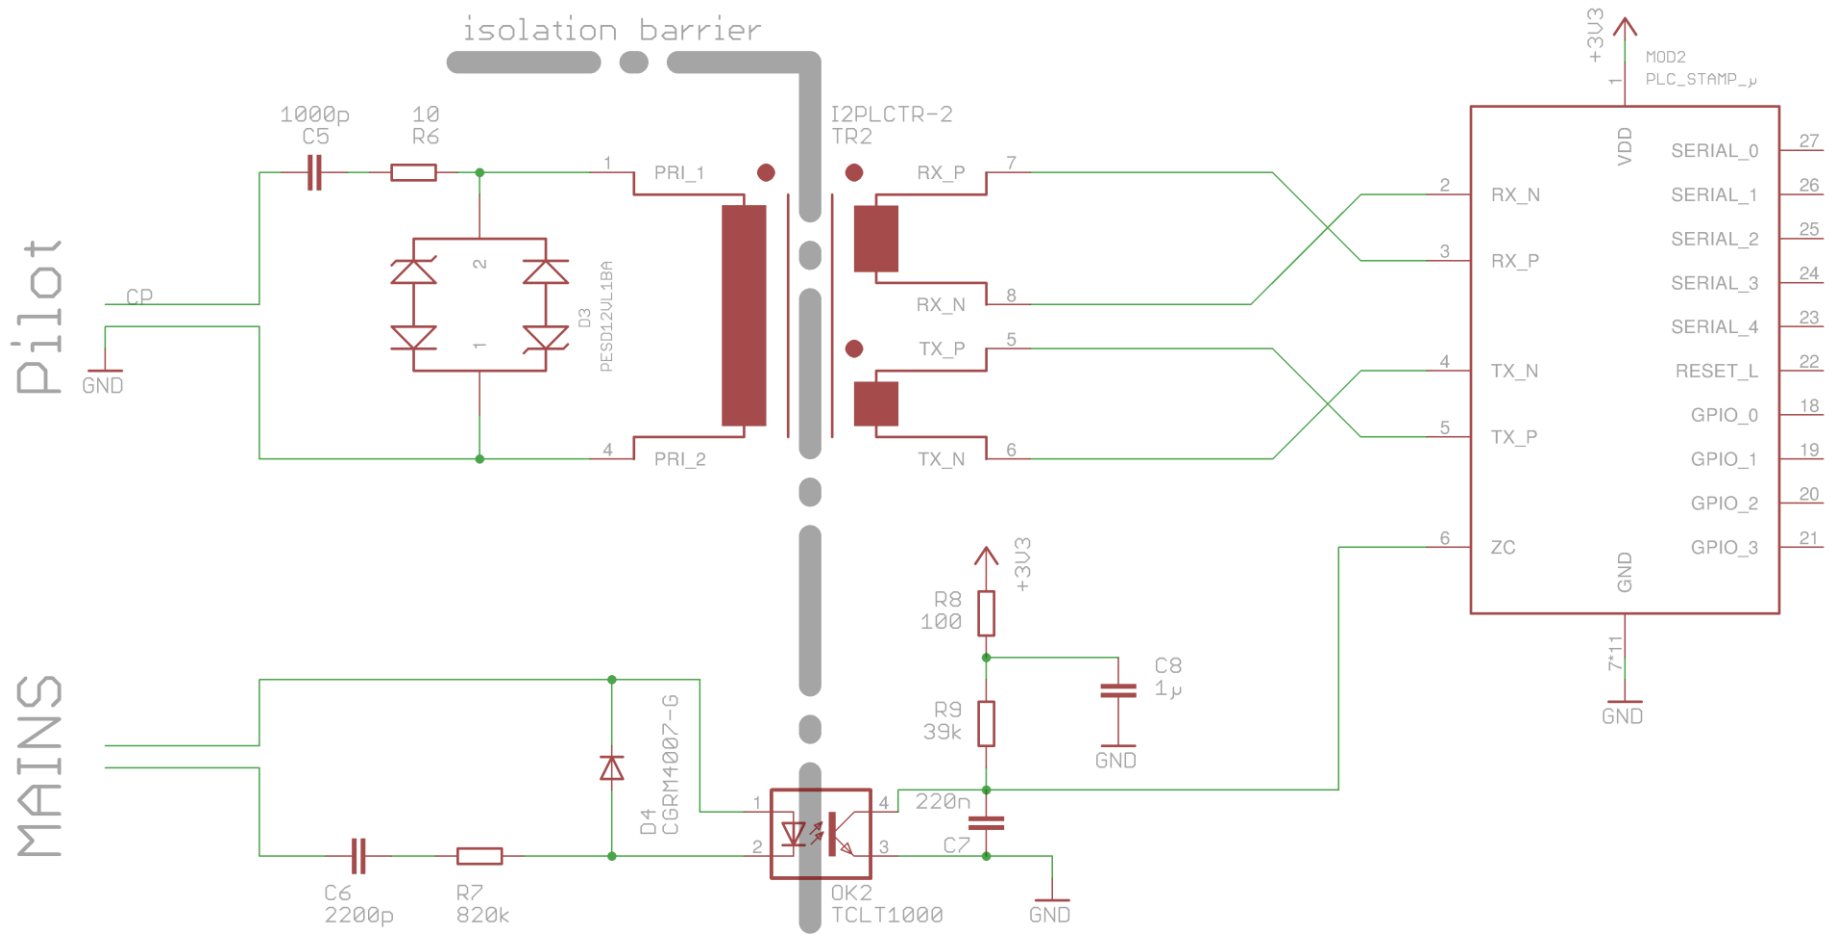 isolation barrier
+3V3
MOD2
PLC_STAMP_µ
1
1000p
C5
10
R6
I2PLCTR-2
TR2
VDD
SERIAL_0
27
1
PRI_1
RX_P
7
2
RX_N
SERIAL_1
26
SERIAL_2
25
Pilot
CP
2
1
D3
PESD12VL1BA
3
RX_P
SERIAL_3
24
RX_N
8
SERIAL_4
23
GND
TX_P
5
4
TX_N
RESET_L
22
GPIO_0
18
5
TX_P
4
PRI_2
TX_N
6
GPIO_1
19
GPIO_2
20
+3V3
6
ZC
GPIO_3
21
GND
R8
100
7*11
GND
C8
1µ
MAINS
R9
39k
GND
D4
CGRM4007-G
1
4
220n
2
3
C7
C6
2200p
R7
820k
OK2
TCLT1000
GND